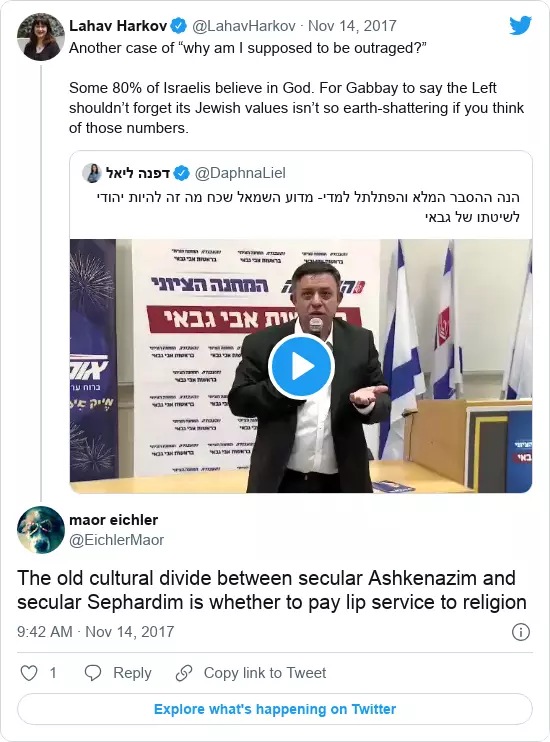 Lahav Harkov @LahavHarkov · Nov 14, 2017
Another case of “why am I supposed to be outraged?”
Some 80% of Israelis believe in God. For Gabbay to say the Left
shouldn’t forget its Jewish values isn’t so earth-shattering if you think
of those numbers.
דפנה ליאל @DaphnaLiel
הנה ההסבר המלא והפתלתל למדי- מדוע השמאל שכח מה זה להיות יהודי
לשיטתו של גבאי
המחנה הציוני
בראשות אבי גבאי
maor eichler
@EichlerMaor
The old cultural divide between secular Ashkenazim and
secular Sephardim is whether to pay lip service to religion
9:42 AM · Nov 14, 2017
1 Reply Copy link to Tweet
Explore what's happening on Twitter